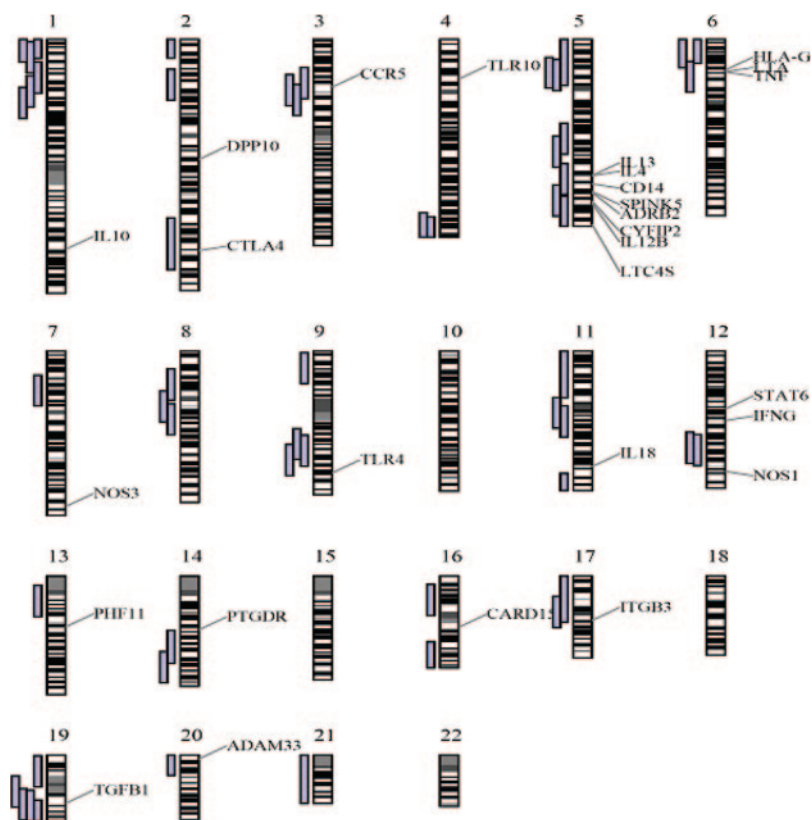 1 2 3 4 5 6
HLA-G
LTA
TNF
CCR5
TLR10
DPP10
IL13
IL4
CD14
SPINK5
ADRB2
CYFIP2
IL12B
IL10
CTLA4
LTC4S
7 8 9 10 11 12
STAT6
IFNG
TLR4
IL18
NOS1
NOS3
13 14 15 16 17 18
PHF11
PTGDR
CARD15
ITGB3
19 20 21 22
ADAM33
TGFB1